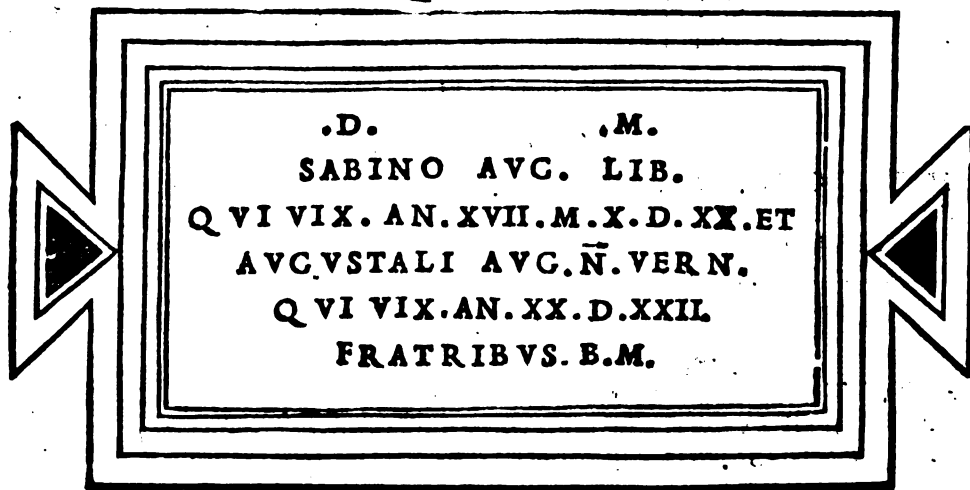 .D. .M.
SABINO AVG. LIB.
QVI VIX. AN. XVII. M. X. D. XX. ET
AVGVSTALI AVG. N̄. VERN.
QVI VIX. AN. XX. D. XXII.
FRATRIBVS. B. M.